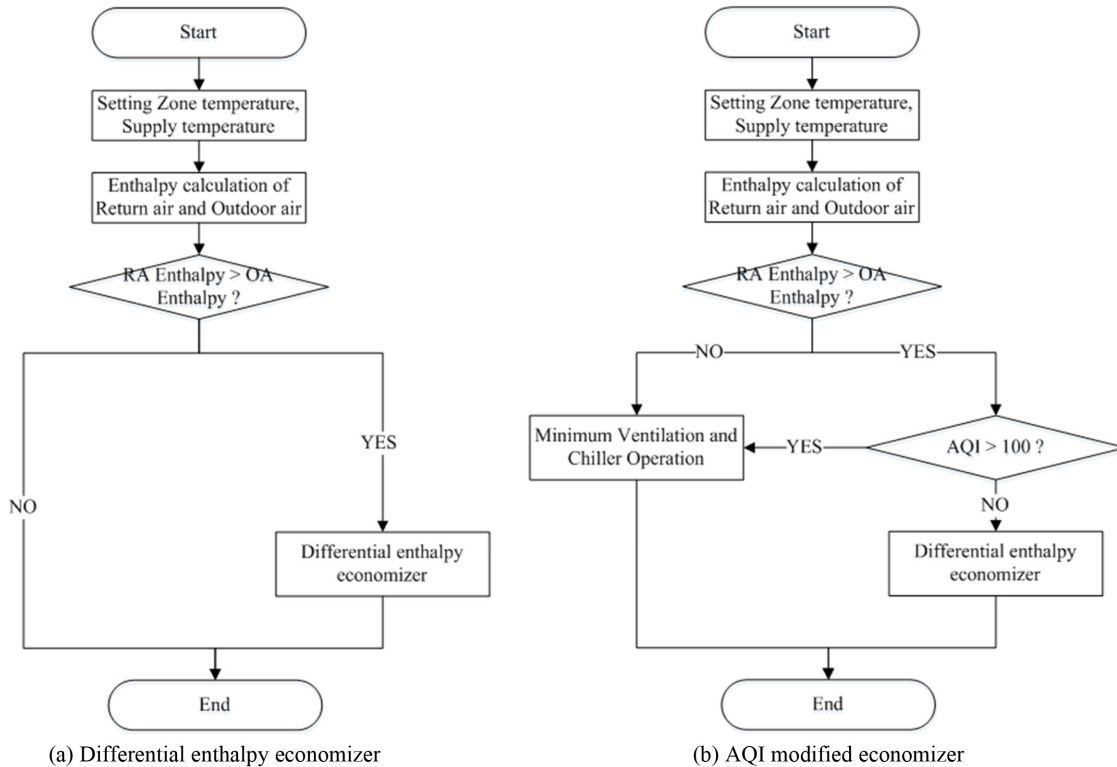 Start
Setting Zone temperature,
Supply temperature
Enthalpy calculation of
Return air and Outdoor air
RA Enthalpy > OA
Enthalpy ?
YES
NO
Differential enthalpy
economizer
End
(a) Differential enthalpy economizer
Start
Setting Zone temperature,
Supply temperature
Enthalpy calculation of
Return air and Outdoor air
RA Enthalpy > OA
Enthalpy ?
NO
YES
Minimum Ventilation and
Chiller Operation
YES
AQI > 100 ?
NO
Differential enthalpy
economizer
End
(b) AQI modified economizer